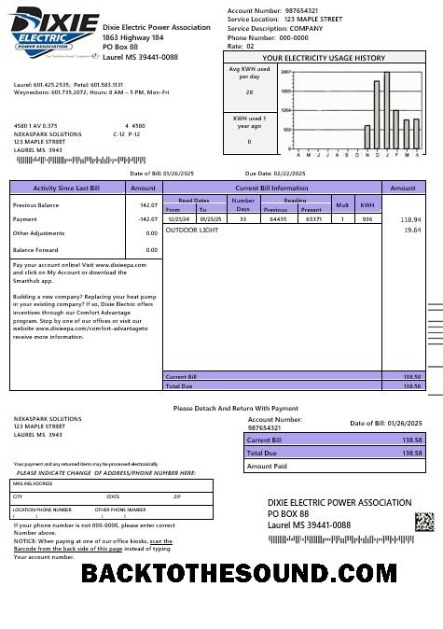 DIXIE
ELECTRIC
POWER ASSOCIATION
Dixie Electric Power Association
1863 Highway 184
PO Box 88
Laurel MS 39441-0088
Account Number: 987654321
Service Location: 123 MAPLE STREET
Service Description: COMPANY
Phone Number: 000-0000
Rate: 02
YOUR ELECTRICITY USAGE HISTORY
Avg KWH used
per day
28
KWH used 1
year ago
0
A M J J A S O N D J F M A
Laurel: 601.425.2535; Petal: 601.583.1131
Waynesboro: 601.735.2072; Hours: 8 AM – 5 PM, Mon-Fri
4580 1 AV 0.375 4 4580
NEXASPARK SOLUTIONS C-12 P-12
123 MAPLE STREET
LAUREL MS 3943
Date of Bill: 01/26/2025 Due Date: 02/22/2025
Activity Since Last Bill Amount
Previous Balance 142.07
Payment -142.07
Other Adjustments 0.00
Balance Forward 0.00
Current Bill Information Amount
Read Dates Number Reading Mult KWH
From To Days Previous Present
12/21/24 01/23/25 33 64435 65371 1 936 118.94
OUTDOOR LIGHT 19.64
Pay your account online! Visit www.dixieepa.com
and click on My Account or download the
Smarthub app.
Building a new company? Replacing your heat pump
in your existing company? If so, Dixie Electric offers
incentives through our Comfort Advantage
program. Stop by one of our offices or visit our
website www.dixieepa.com/comfort-advantageto
receive more information.
Current Bill 138.58
Total Due 138.58
Please Detach And Return With Payment
NEXASPARK SOLUTIONS
123 MAPLE STREET
LAUREL MS 3943
Account Number:
987654321
Date of Bill: 01/26/2025
Current Bill 138.58
Total Due 138.58
Amount Paid
Your payment and any returned item may be processed electronically
PLEASE INDICATE CHANGE OF ADDRESS/PHONE NUMBER HERE:
MAILING ADDRESS
CITY STATE ZIP
LOCATION PHONE NUMBER OTHER PHONE NUMBER
( ) ( )
If your phone number is not 000-0000, please enter correct
Number above.
NOTICE: When paying at one of our office kiosks, scan the
Barcode from the back side of this page instead of typing
Your account number.
DIXIE ELECTRIC POWER ASSOCIATION
PO BOX 88
Laurel MS 39441-0088
BACKTOTHESOUND.COM